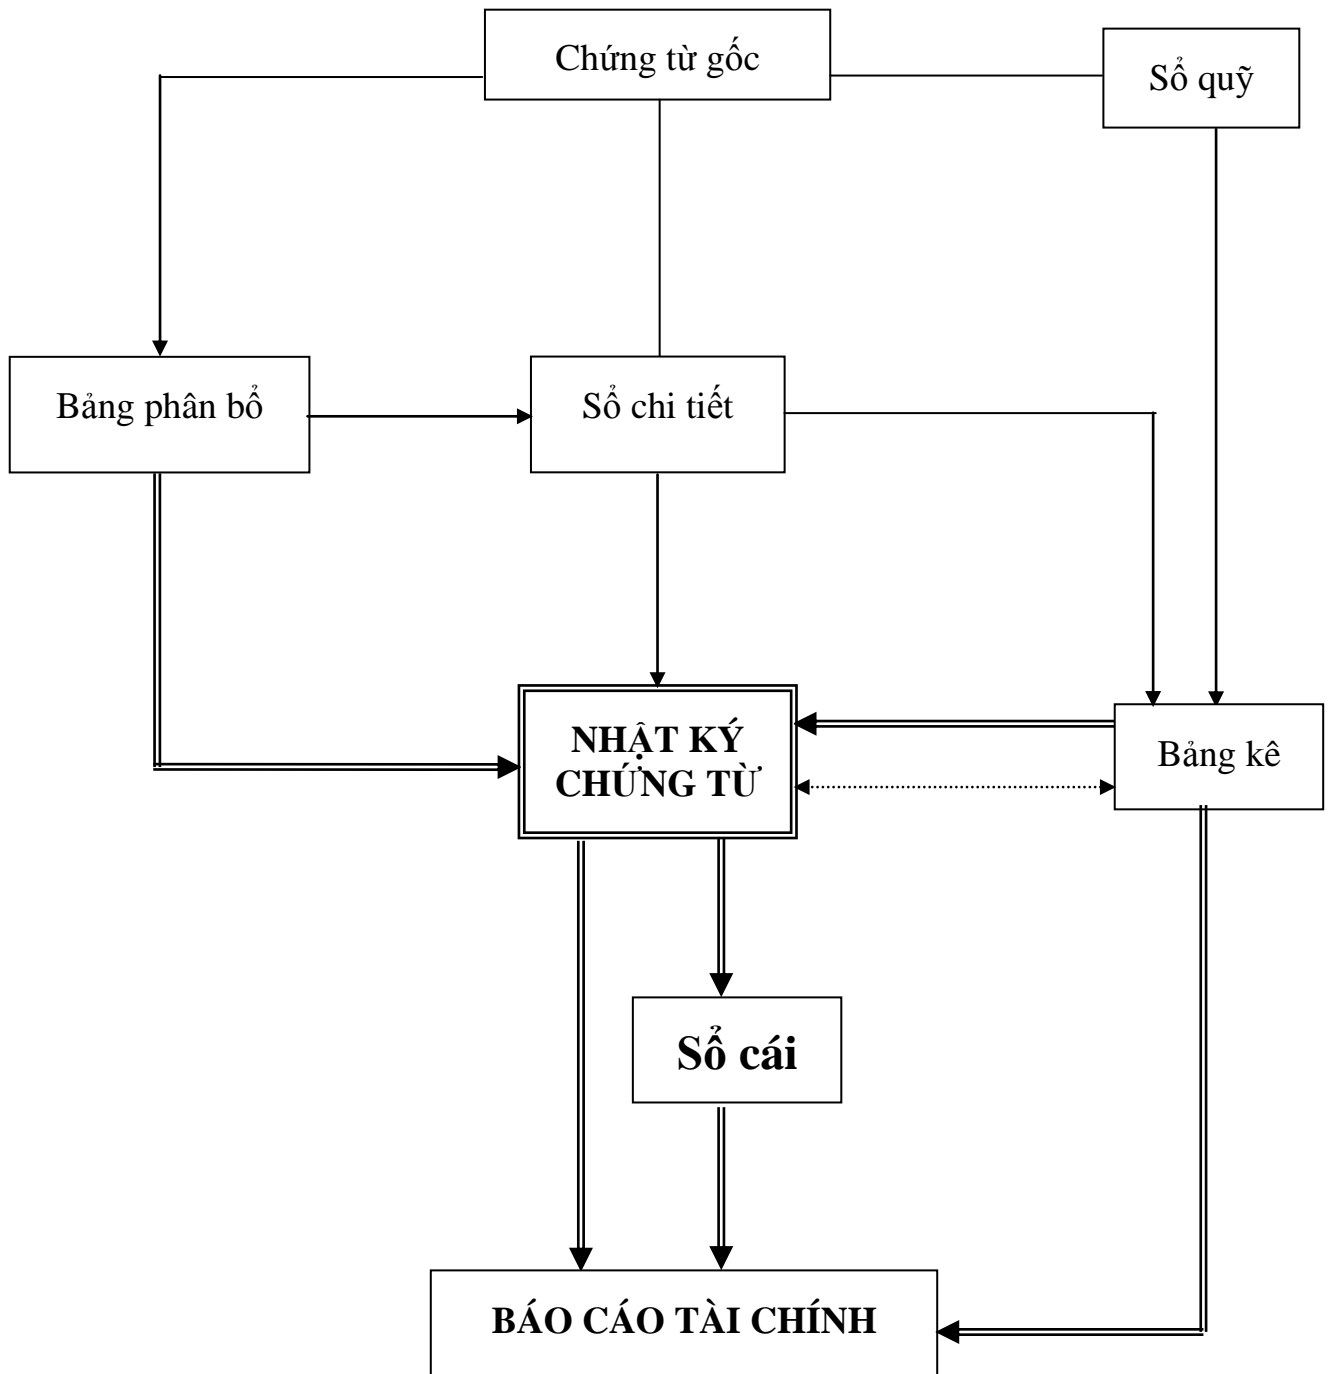 Chứng từ gốc
Sổ quỹ
Bảng phân bổ
Sổ chi tiết
NHẬT KÝ
CHỨNG TỪ
Bảng kê
Sổ cái
BÁO CÁO TÀI CHÍNH